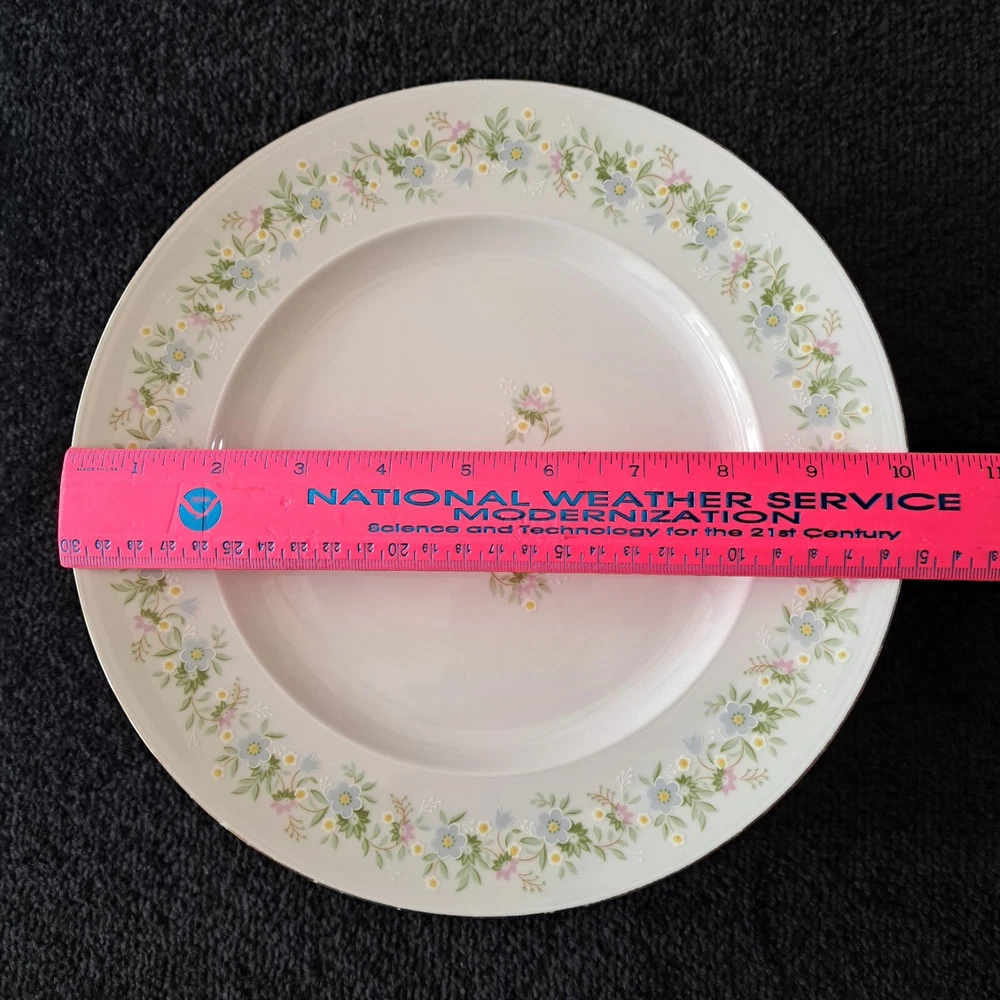 MADE IN USA 1 2 3 4 5 6 7 8 9 10 11
NATIONAL WEATHER SERVICE
MODERNIZATION
Science and Technology for the 21st Century
30 29 28 27 26 25 24 23 22 21 20 19 18 17 16 15 14 13 12 11 10 9 8 7 6 5 4 3